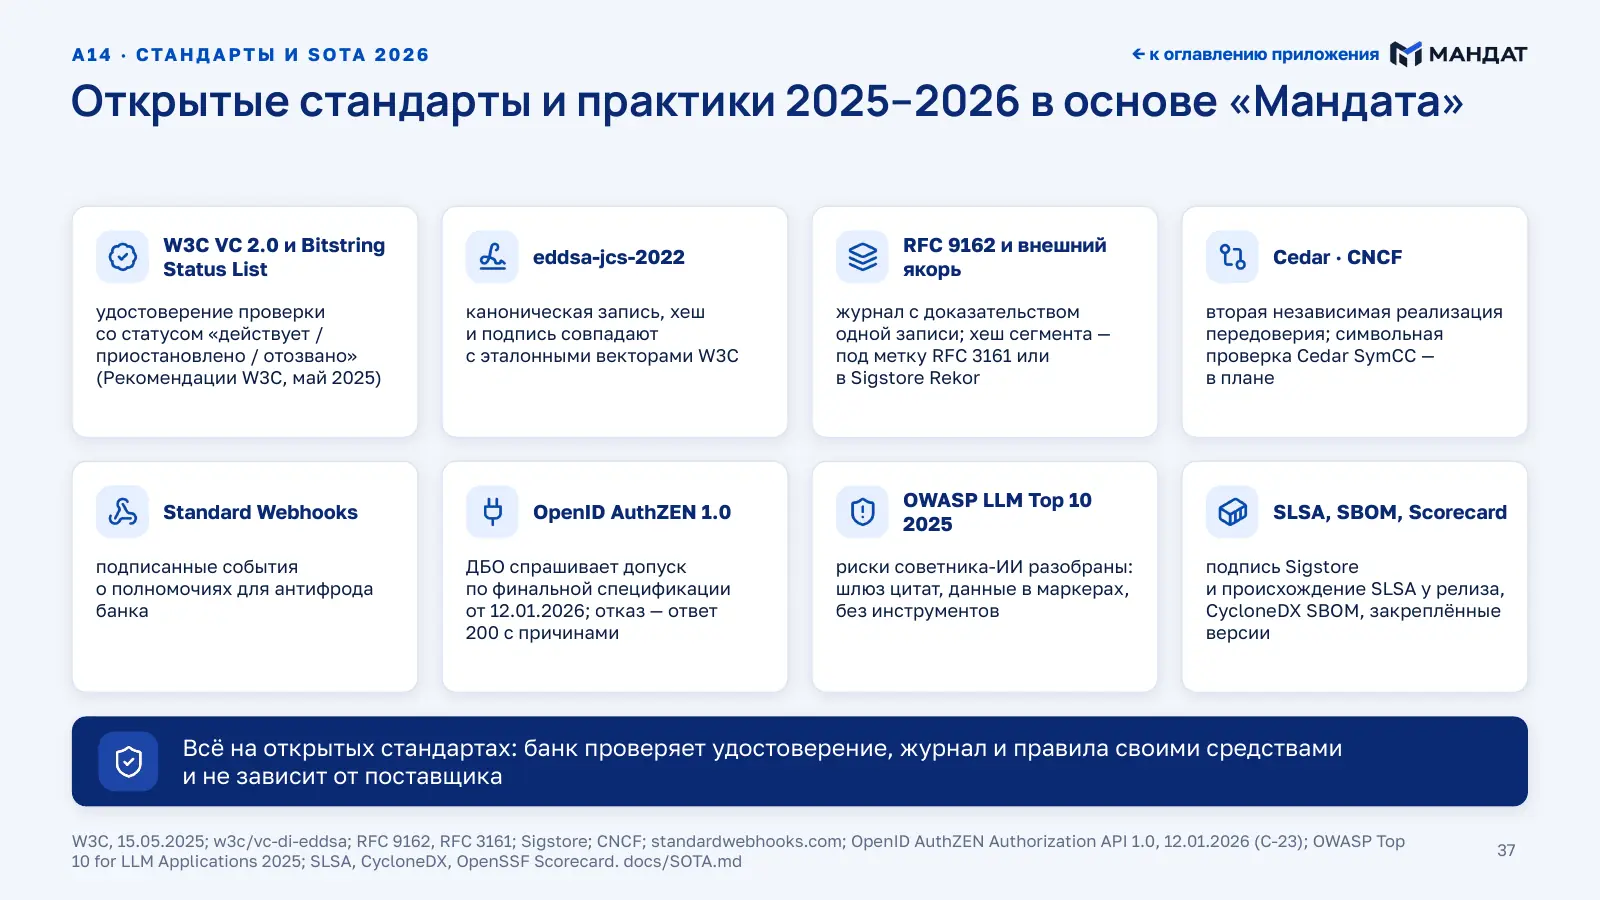 А14 · СТАНДАРТЫ И SOTA 2026
← к оглавлению приложения
МАНДАТ
Открытые стандарты и практики 2025–2026 в основе «Мандата»
W3C VC 2.0 и Bitstring
Status List
удостоверение проверки
со статусом «действует /
приостановлено / отозвано»
(Рекомендации W3C, май 2025)
eddsa-jcs-2022
каноническая запись, хеш
и подпись совпадают
с эталонными векторами W3C
RFC 9162 и внешний
якорь
журнал с доказательством
одной записи; хеш сегмента —
под метку RFC 3161 или
в Sigstore Rekor
Cedar · CNCF
вторая независимая реализация
передоверия; символьная
проверка Cedar SymCC —
в плане
Standard Webhooks
подписанные события
о полномочиях для антифрода
банка
OpenID AuthZEN 1.0
ДБО спрашивает допуск
по финальной спецификации
от 12.01.2026; отказ — ответ
200 с причинами
OWASP LLM Top 10
2025
риски советника-ИИ разобраны:
шлюз цитат, данные в маркерах,
без инструментов
SLSA, SBOM, Scorecard
подпись Sigstore
и происхождение SLSA у релиза,
CycloneDX SBOM, закреплённые
версии
Всё на открытых стандартах: банк проверяет удостоверение, журнал и правила своими средствами
и не зависит от поставщика
W3C, 15.05.2025; w3c/vc-di-eddsa; RFC 9162, RFC 3161; Sigstore; CNCF; standardwebhooks.com; OpenID AuthZEN Authorization API 1.0, 12.01.2026 (C-23); OWASP Top
10 for LLM Applications 2025; SLSA, CycloneDX, OpenSSF Scorecard. docs/SOTA.md
37